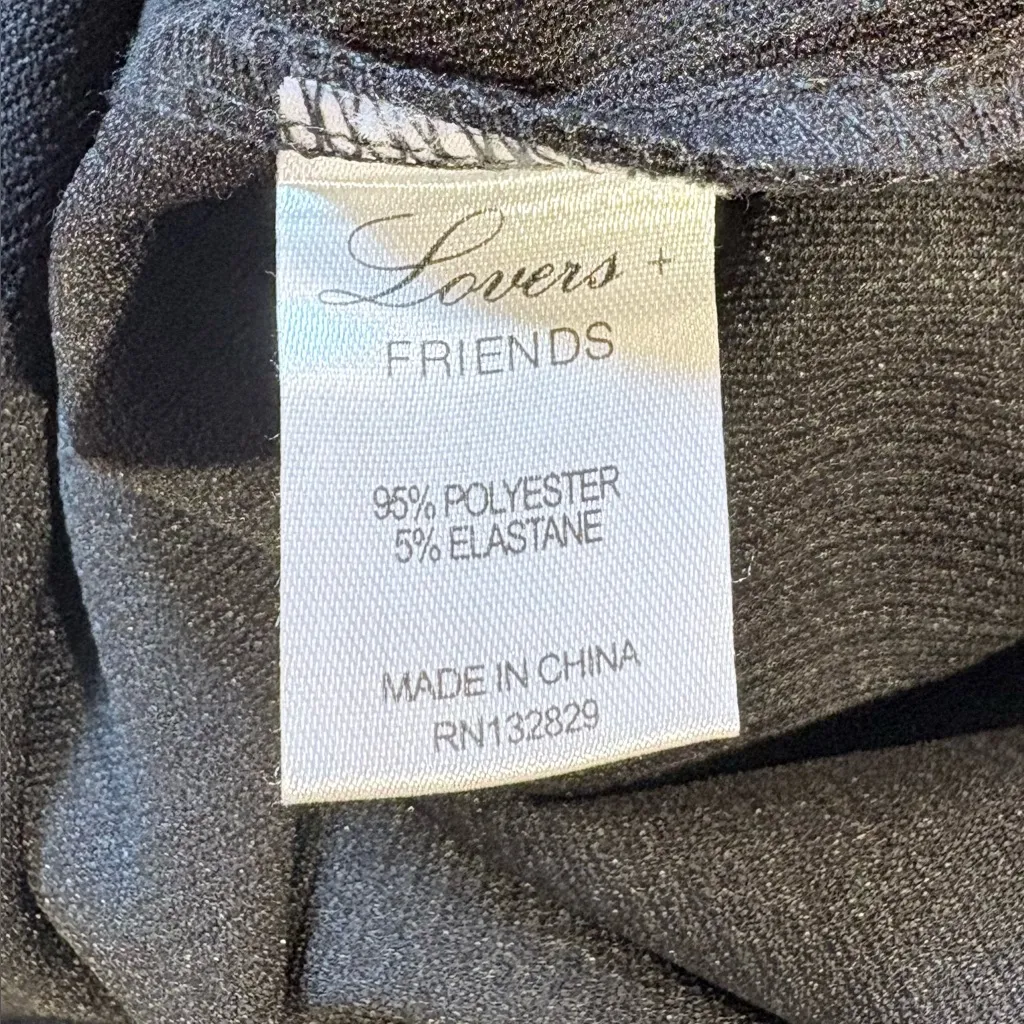 Lovers +
FRIENDS
95% POLYESTER
5% ELASTANE
MADE IN CHINA
RN132829